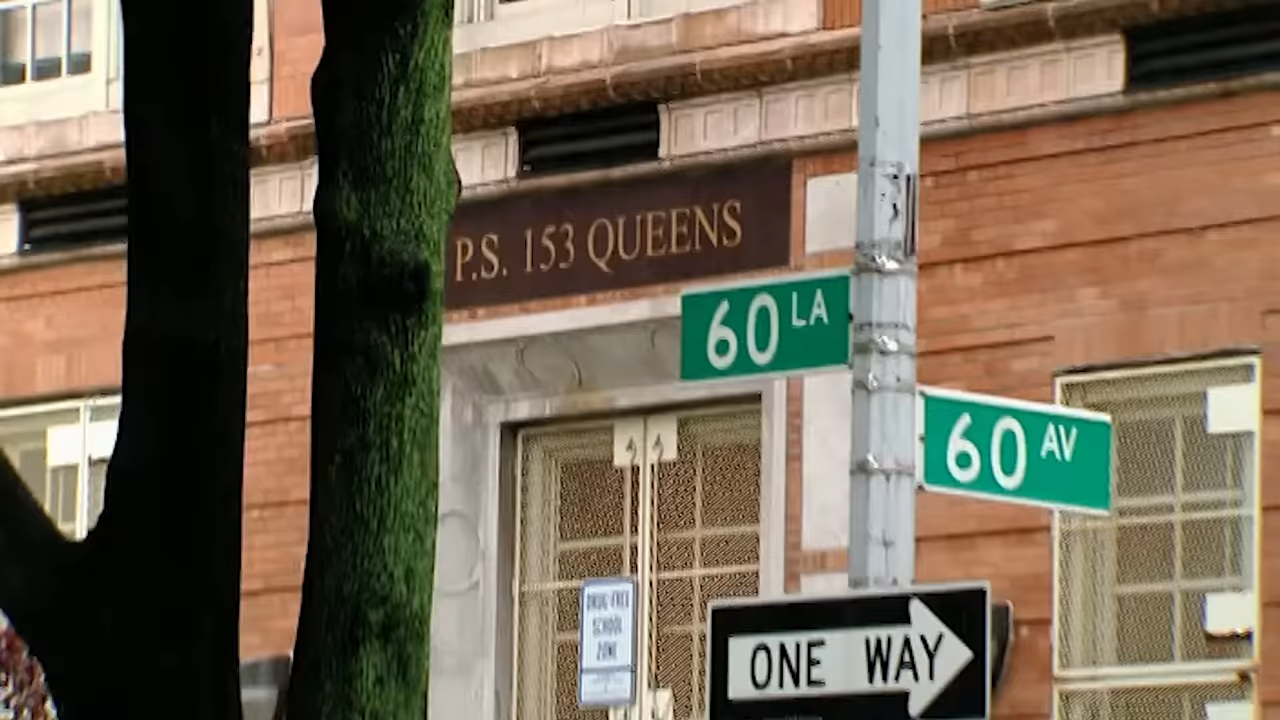 P.S. 153 QUEENS
60 LA
60 AV
DRUG-FREE
SCHOOL
ZONE
ONE WAY